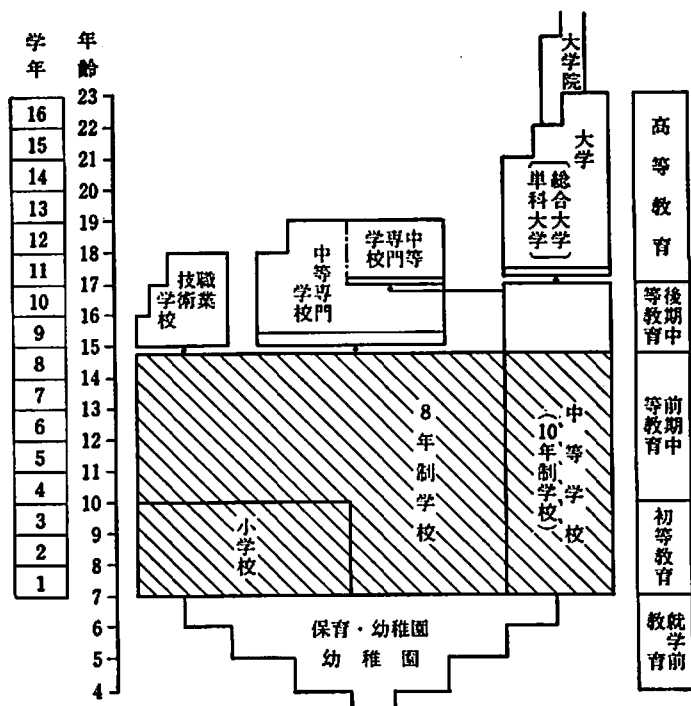 学年
年齢
16
15
14
13
12
11
10
9
8
7
6
5
4
3
2
1
23
22
21
20
19
18
17
16
15
14
13
12
11
10
9
8
7
6
5
4
大学院
大学
(総合大学
単科大学)
中等
専門
学校
中等専門
学校
職業
技術
学校
8年制学校
中等学校
(10年制学校)
小学校
保育・幼稚園
幼稚園
高等教育
後期中
等教育
前期中
等教育
初等教育
就学前
教育